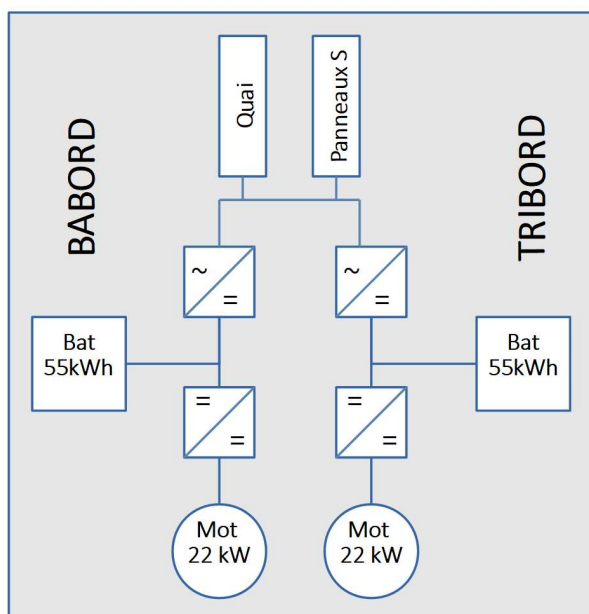 Quai
Panneaux S
BABORD
TRIBORD
~
=
~
=
Bat
55kWh
Bat
55kWh
=
=
=
=
Mot
22 kW
Mot
22 kW